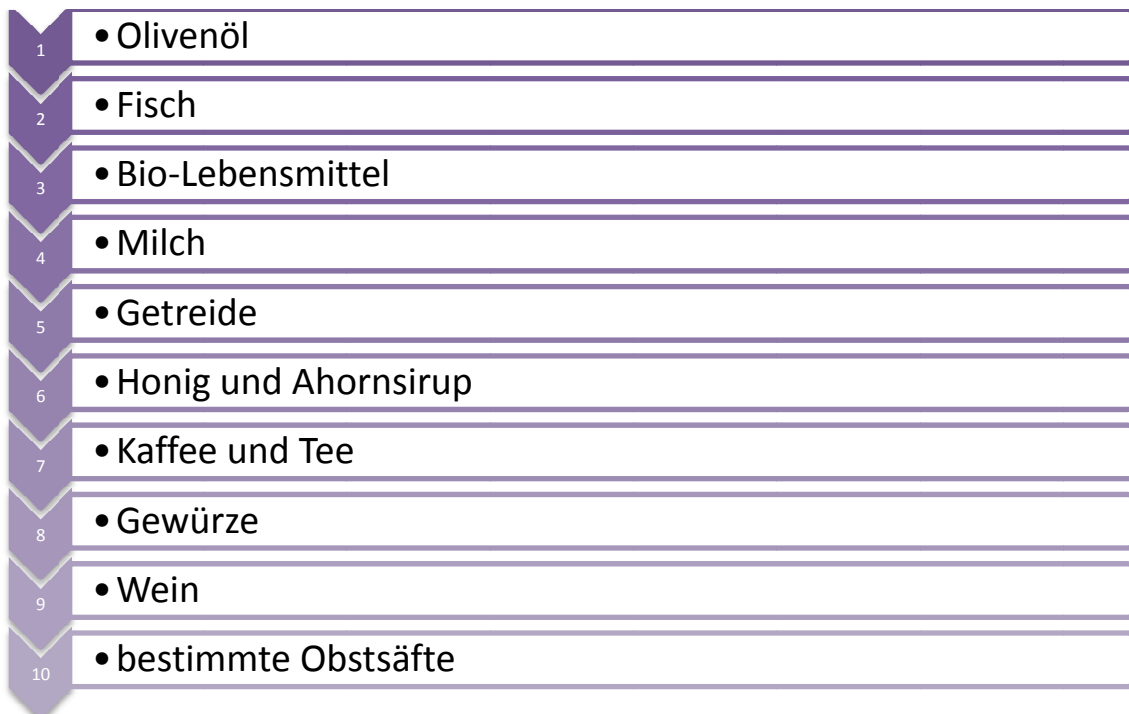 1 • Olivenöl
2 • Fisch
3 • Bio-Lebensmittel
4 • Milch
5 • Getreide
6 • Honig und Ahornsirup
7 • Kaffee und Tee
8 • Gewürze
9 • Wein
10 • bestimmte Obstsäfte